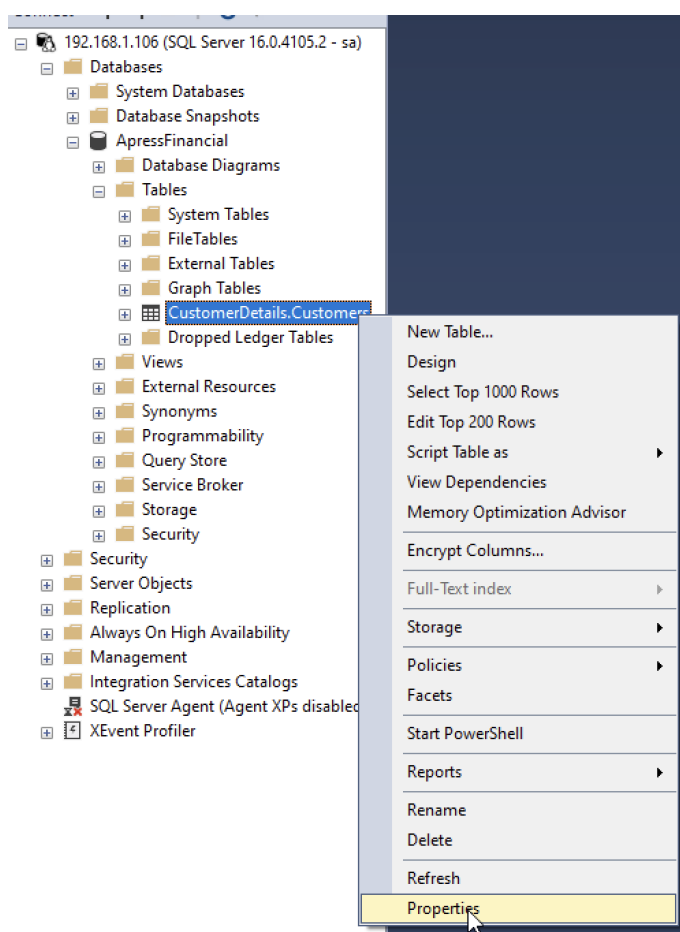 192.168.1.106 (SQL Server 16.0.4105.2 - sa)
Databases
System Databases
Database Snapshots
ApressFinancial
Database Diagrams
Tables
System Tables
FileTables
External Tables
Graph Tables
CustomerDetails.Customers
Dropped Ledger Tables
Views
External Resources
Synonyms
Programmability
Query Store
Service Broker
Storage
Security
Security
Server Objects
Replication
Always On High Availability
Management
Integration Services Catalogs
SQL Server Agent (Agent XPs disabled
XEvent Profiler
New Table...
Design
Select Top 1000 Rows
Edit Top 200 Rows
Script Table as
View Dependencies
Memory Optimization Advisor
Encrypt Columns...
Full-Text index
Storage
Policies
Facets
Start PowerShell
Reports
Rename
Delete
Refresh
Properties